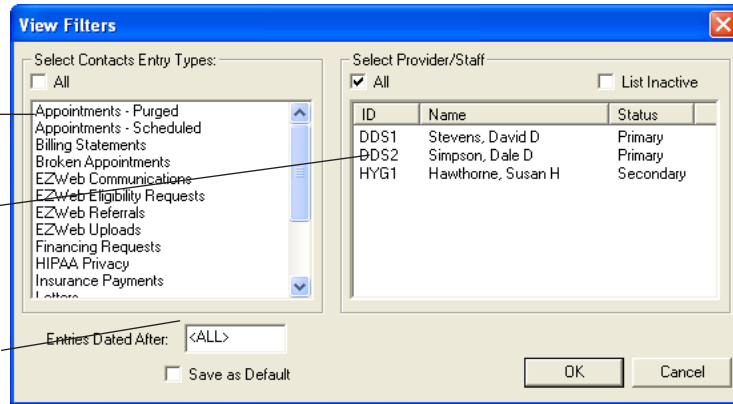 View Filters
Select Contacts Entry Types:
All
Appointments - Purged
Appointments - Scheduled
Billing Statements
Broken Appointments
EZWeb Communications
EZWeb Eligibility Requests
EZWeb Referrals
EZWeb Uploads
Financing Requests
HIPAA Privacy
Insurance Payments
Letters
Select Provider/Staff
All
List Inactive
ID Name Status
DDS1 Stevens, David D Primary
DDS2 Simpson, Dale D Primary
HYG1 Hawthorne, Susan H Secondary
Entries Dated After: <ALL>
Save as Default
OK Cancel